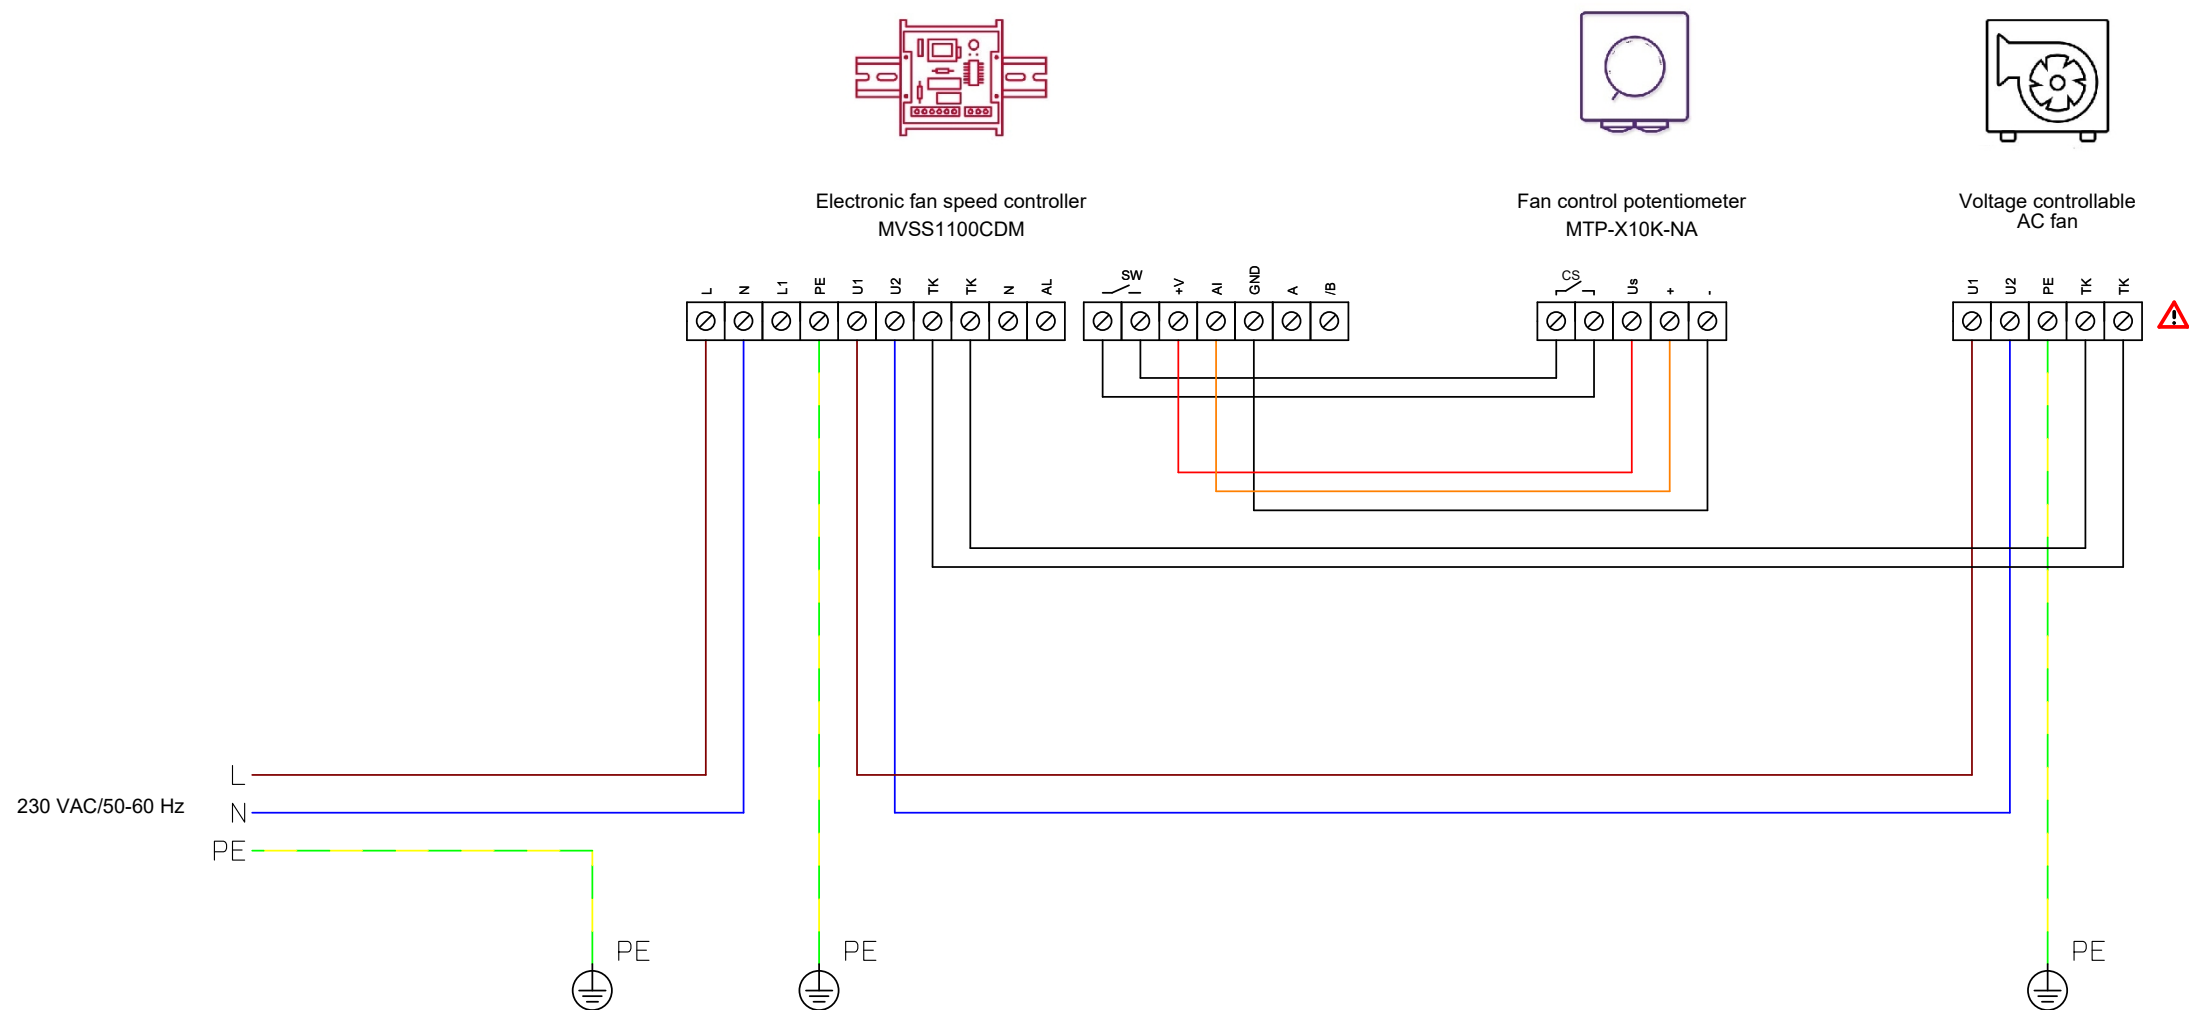 Electronic fan speed controller
MVSS1100CDM
Fan control potentiometer
MTP-X10K-NA
Voltage controllable
AC fan
L N L1 PE U1 U2 TK TK N AL
SW +V AI GND A /B
CS Us + -
U1 U2 PE TK TK
L
230 VAC/50-60 Hz
N
PE
PE
PE
PE